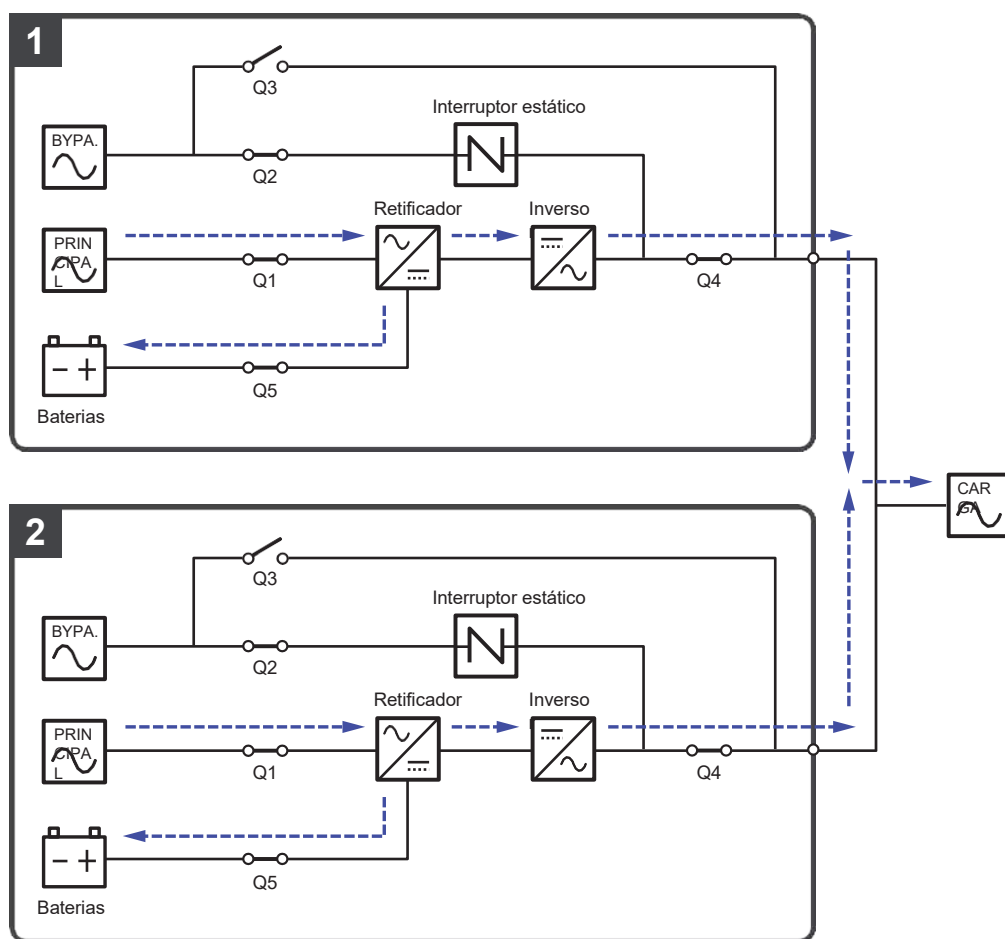 1
Q3
Interruptor estático
BYPA.
Q2
Retificador
Inverso
PRIN
CIPA
L
Q1
Q4
Q5
Baterias
CAR
GA
2
Q3
Interruptor estático
BYPA.
Q2
Retificador
Inverso
PRIN
CIPA
L
Q1
Q4
Q5
Baterias